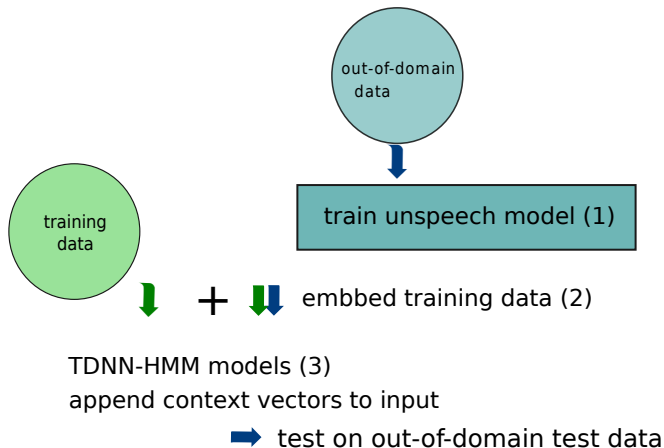 out-of-domain
data
train unspeech model (1)
training
data
+
embbed training data (2)
TDNN-HMM models (3)
append context vectors to input
test on out-of-domain test data